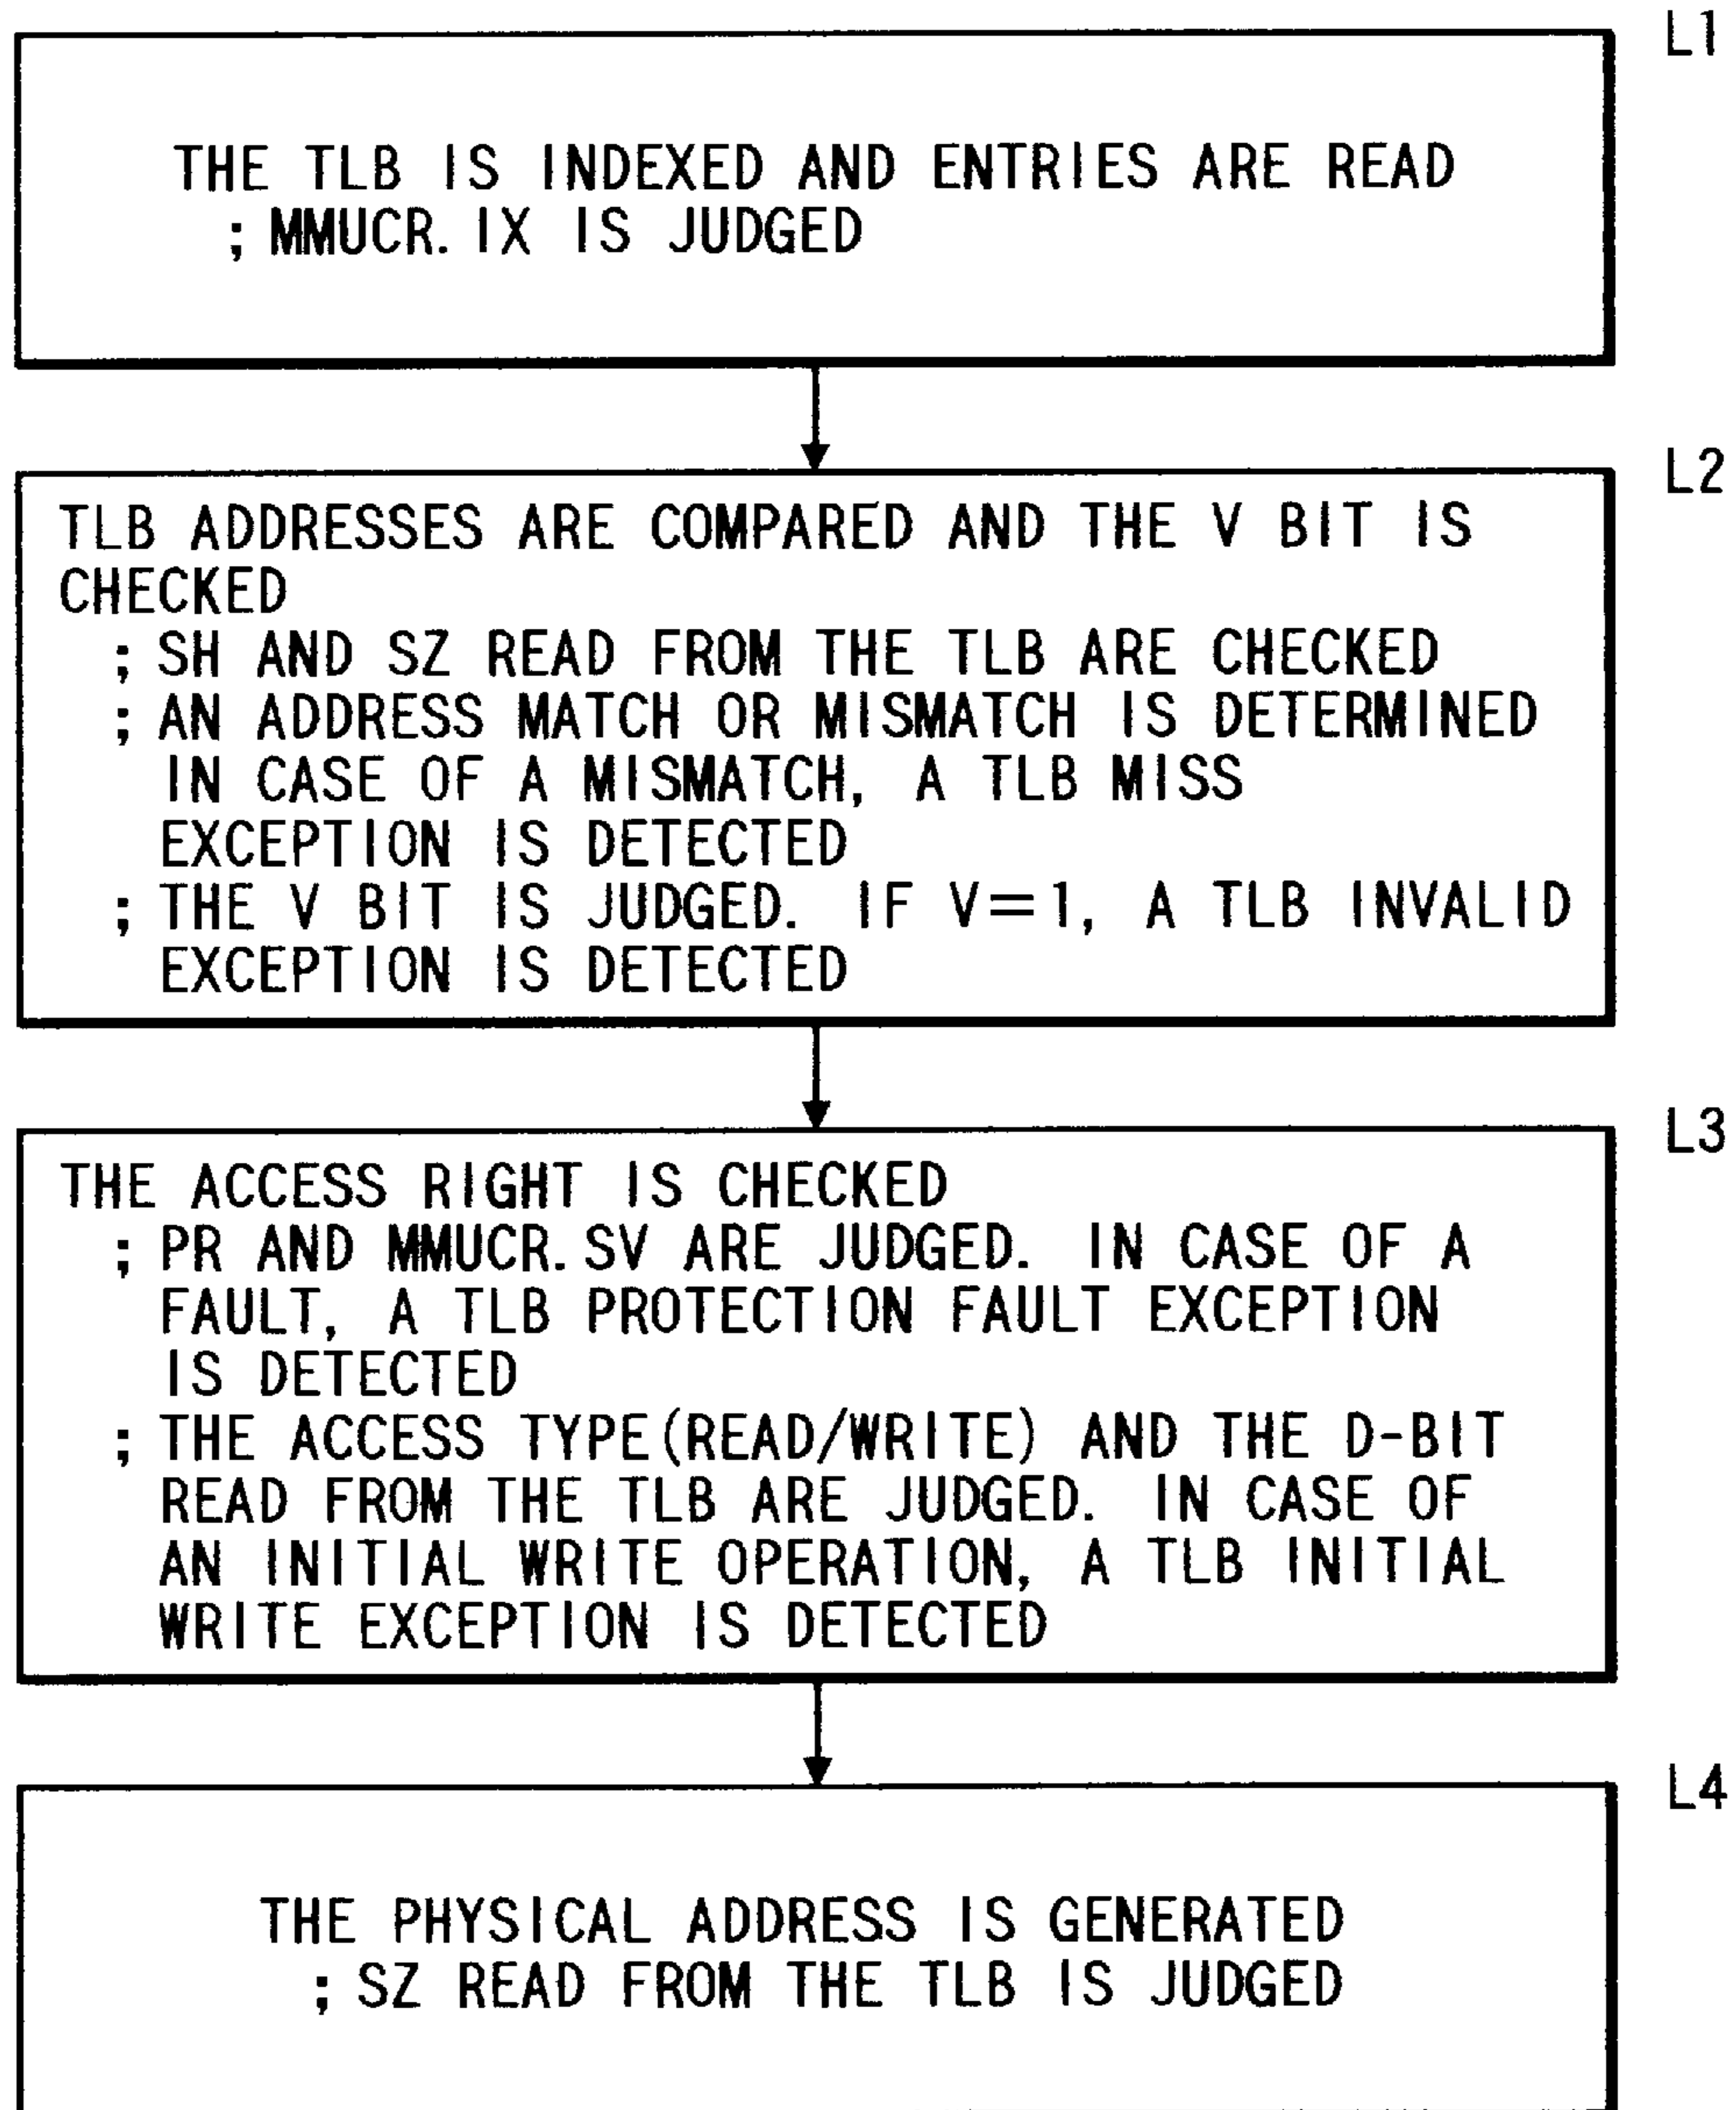 L1
THE TLB IS INDEXED AND ENTRIES ARE READ
; MMUCR. IX IS JUDGED
L2
TLB ADDRESSES ARE COMPARED AND THE V BIT IS
CHECKED
; SH AND SZ READ FROM THE TLB ARE CHECKED
; AN ADDRESS MATCH OR MISMATCH IS DETERMINED
IN CASE OF A MISMATCH, A TLB MISS
EXCEPTION IS DETECTED
; THE V BIT IS JUDGED. IF V=1, A TLB INVALID
EXCEPTION IS DETECTED
L3
THE ACCESS RIGHT IS CHECKED
; PR AND MMUCR. SV ARE JUDGED. IN CASE OF A
FAULT, A TLB PROTECTION FAULT EXCEPTION
IS DETECTED
; THE ACCESS TYPE(READ/WRITE) AND THE D-BIT
READ FROM THE TLB ARE JUDGED. IN CASE OF
AN INITIAL WRITE OPERATION, A TLB INITIAL
WRITE EXCEPTION IS DETECTED
L4
THE PHYSICAL ADDRESS IS GENERATED
; SZ READ FROM THE TLB IS JUDGED